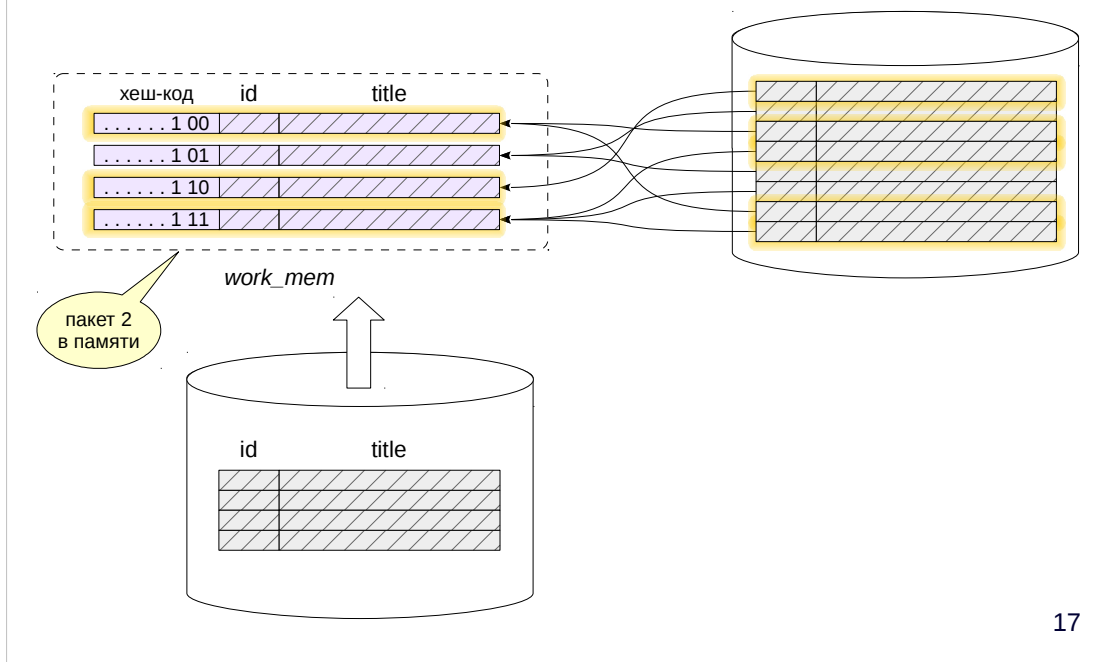 хеш-код id title
. . . . . . 1 00
. . . . . . 1 01
. . . . . . 1 10
. . . . . . 1 11
work_mem
пакет 2
в памяти
id title
17